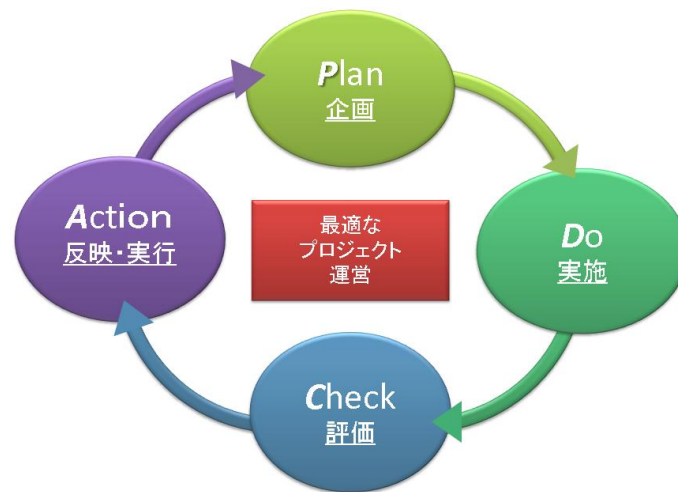 Plan
企画
Do
実施
Check
評価
Action
反映・実行
最適な
プロジェクト
運営